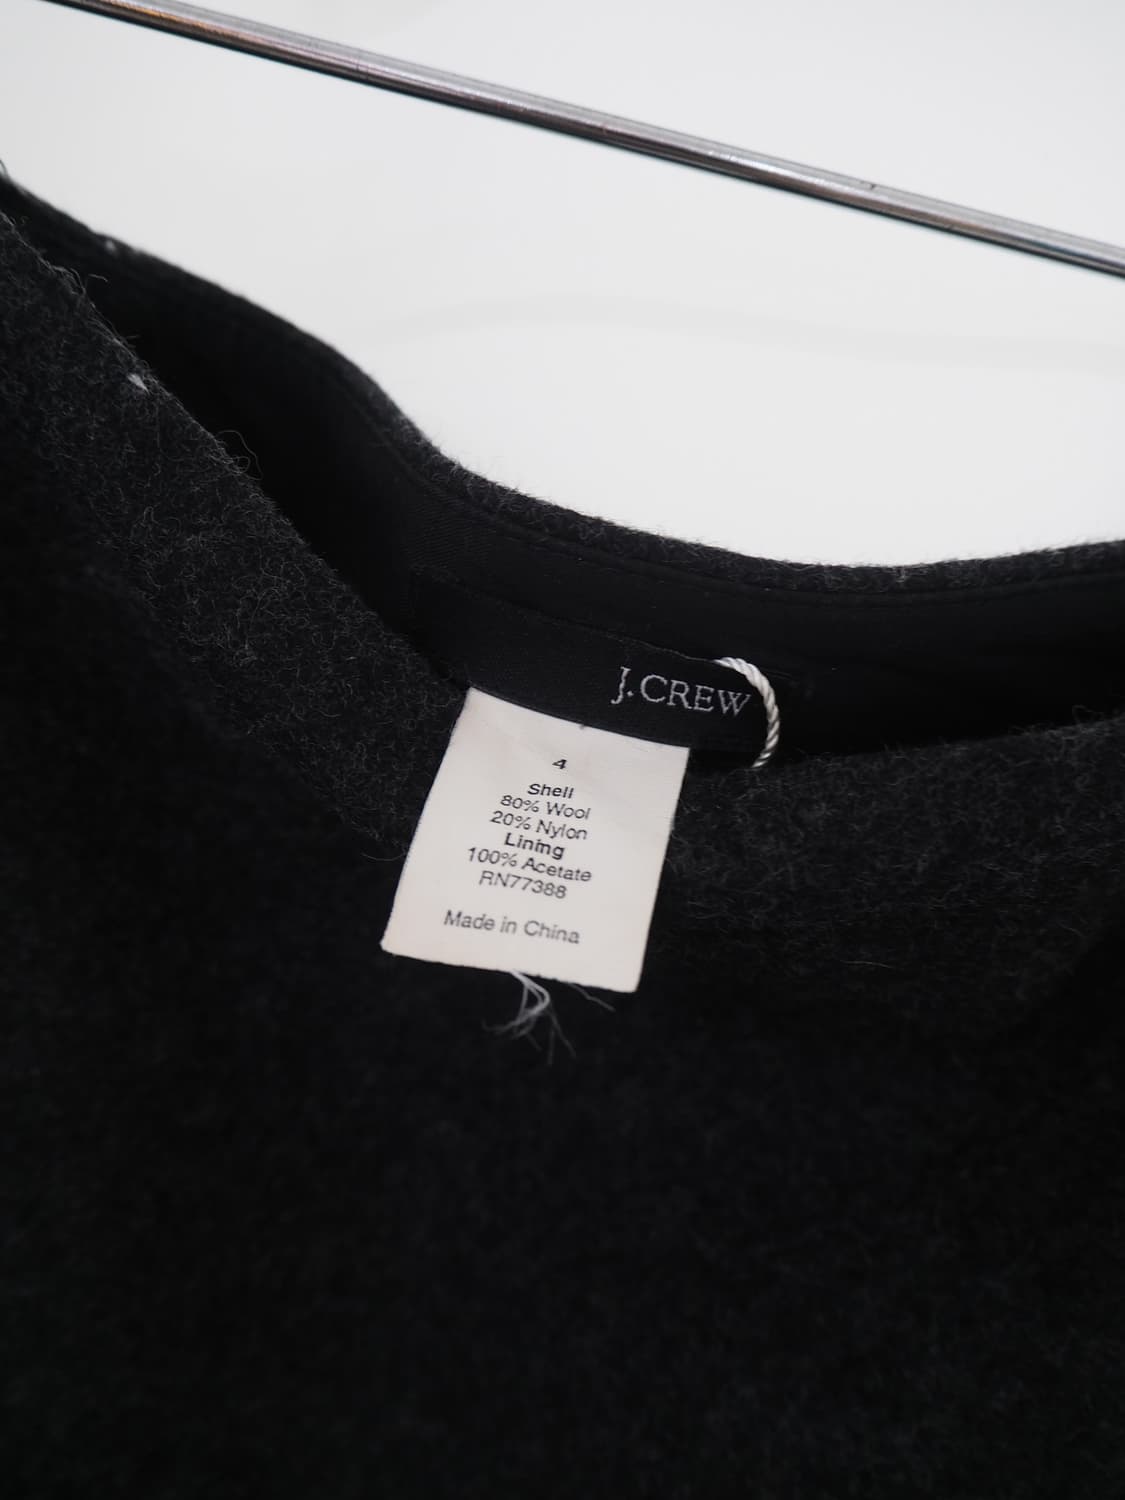 J.CREW
4
Shell
80% Wool
20% Nylon
Lining
100% Acetate
RN77388
Made in China